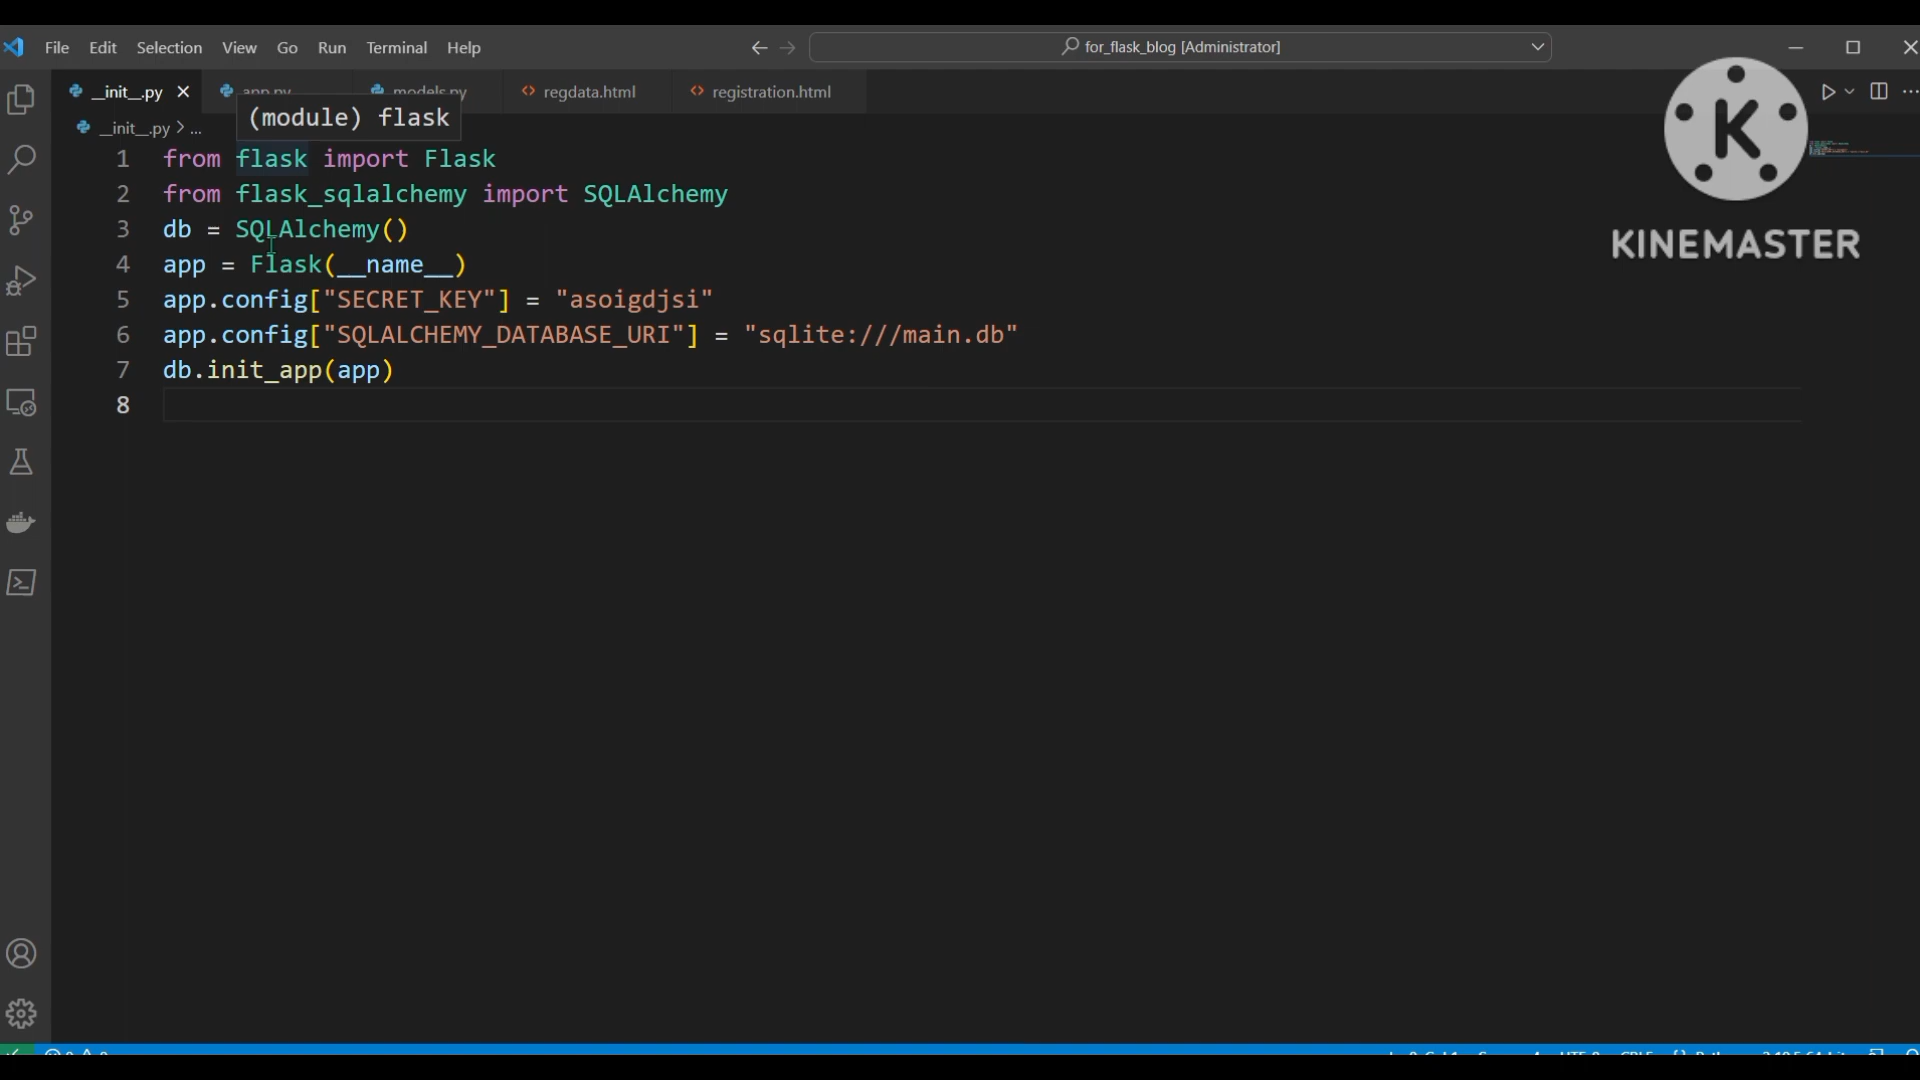 File Edit Selection View Go Run Terminal Help
for_flask_blog [Administrator]
__init__.py
regdata.html
registration.html
__init__.py > ...
(module) flask
1 from flask import Flask
2 from flask_sqlalchemy import SQLAlchemy
3 db = SQLAlchemy()
4 app = Flask(__name__)
5 app.config["SECRET_KEY"] = "asoigdjsi"
6 app.config["SQLALCHEMY_DATABASE_URI"] = "sqlite:///main.db"
7 db.init_app(app)
8
K
KINEMASTER